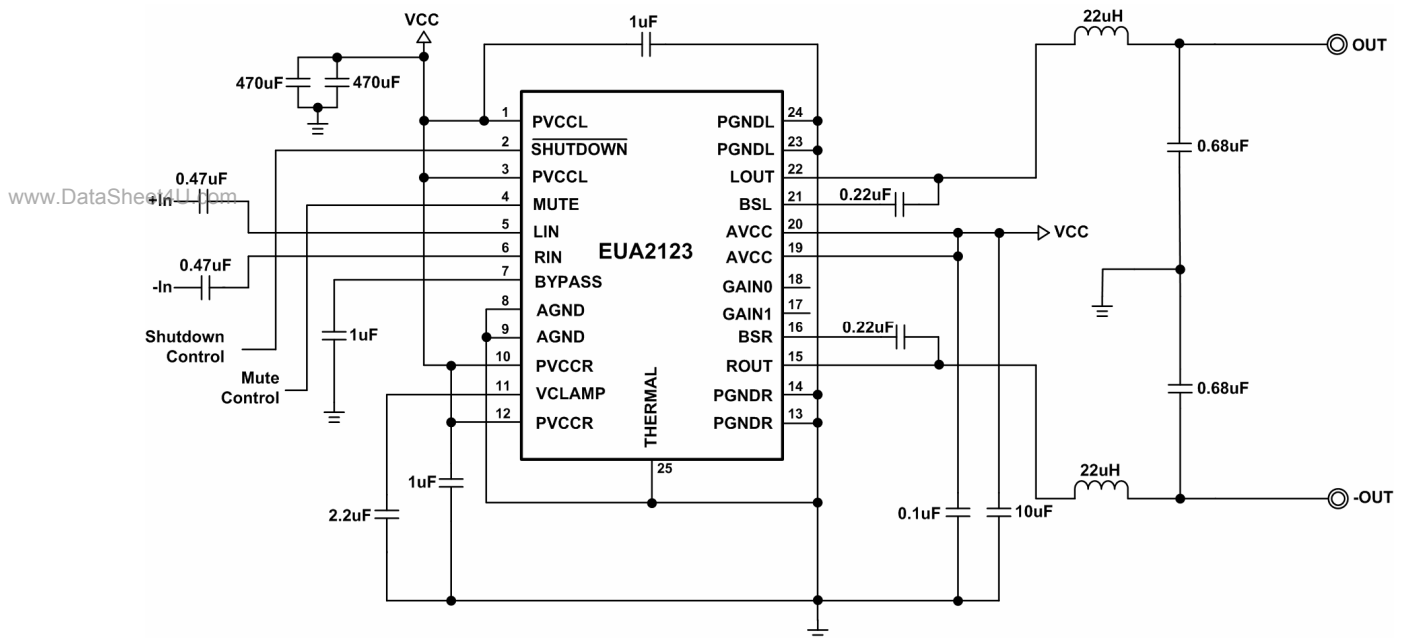 VCC
1uF
22uH
OUT
470uF
470uF
1
PVCCL
24
PGNDL
2
SHUTDOWN
23
PGNDL
0.68uF
www.DataSheet4U.com
0.47uF
3
PVCCL
22
LOUT
0.22uF
+In
4
MUTE
21
BSL
5
LIN
20
AVCC
VCC
EUA2123
6
RIN
19
AVCC
0.47uF
7
BYPASS
18
GAIN0
-In
8
AGND
17
GAIN1
Shutdown
Control
1uF
9
AGND
16
BSR
0.22uF
10
PVCCR
15
ROUT
Mute
Control
11
VCLAMP
14
PGNDR
0.68uF
12
PVCCR
13
PGNDR
THERMAL
25
22uH
1uF
-OUT
2.2uF
0.1uF
10uF